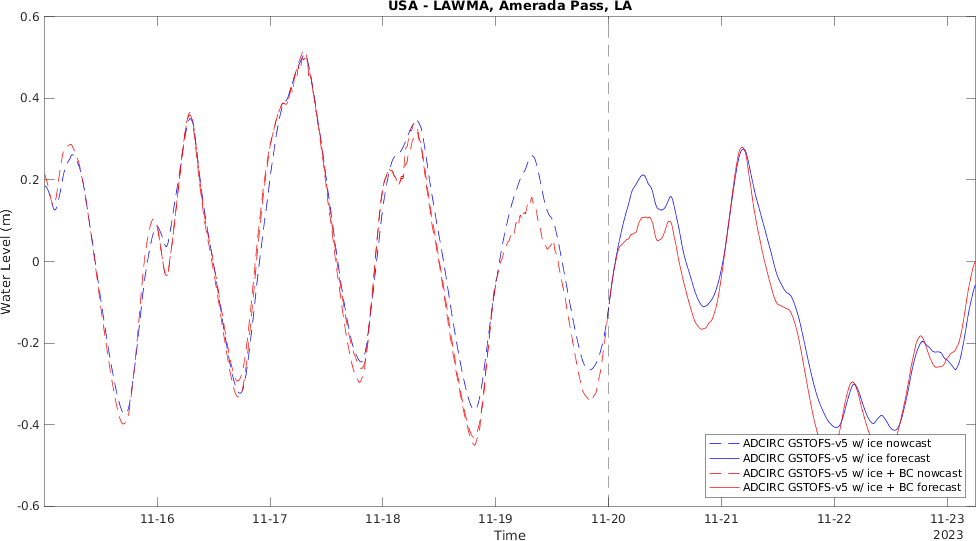 USA - LAWMA, Amerada Pass, LA
0.6
0.4
0.2
0
-0.2
-0.4
-0.6
Water Level (m)
ADCIRC GSTOFS-v5 w/ ice nowcast
ADCIRC GSTOFS-v5 w/ ice forecast
ADCIRC GSTOFS-v5 w/ ice + BC nowcast
ADCIRC GSTOFS-v5 w/ ice + BC forecast
11-16
11-17
11-18
11-19
11-20
11-21
11-22
11-23
Time
2023